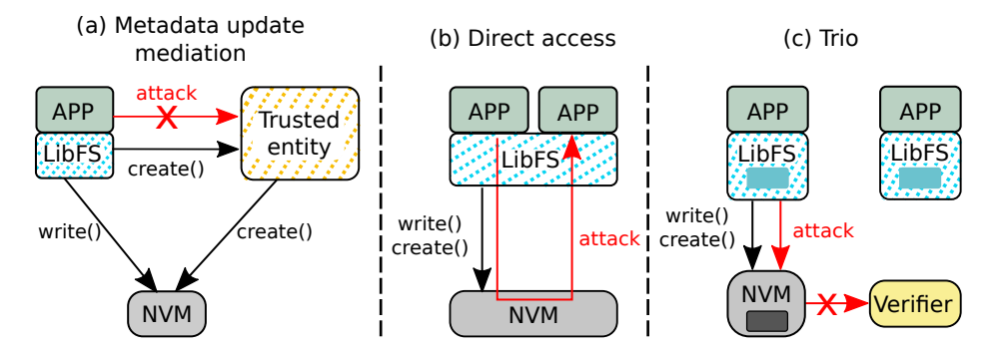 (a) Metadata update
mediation
APP
attack
X
LibFS
create()
Trusted
entity
write()
create()
NVM
(b) Direct access
APP
APP
LibFS
write()
create()
attack
NVM
(c) Trio
APP
APP
LibFS
LibFS
write()
create()
attack
NVM
X
Verifier